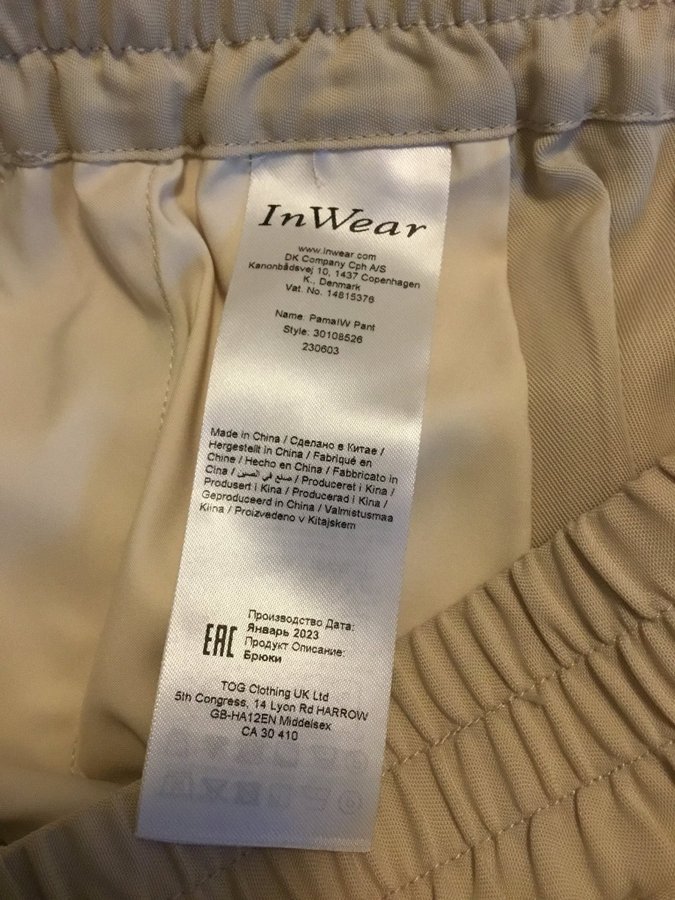 InWear
www.inwear.com
DK Company Cph A/S
Kanonbådsvej 10, 1437 Copenhagen
K., Denmark
Vat. No. 14815376
Name: PamaIW Pant
Style: 30108526
230603
Made in China / Сделано в Китае /
Hergestellt in China / Fabriqué en
Chine / Hecho en China / Fabbricato in
Cina / صنع في الصين / Produceret i Kina /
Produsert i Kina / Producerad i Kina /
Geproduceerd in China / Valmistusmaa
Kiina / Proizvedeno v Kitajskem
EAC
Производство Дата:
Январь 2023
Продукт Описание:
Брюки
TOG Clothing UK Ltd
5th Congress, 14 Lyon Rd HARROW
GB-HA12EN Middelsex
CA 30 410